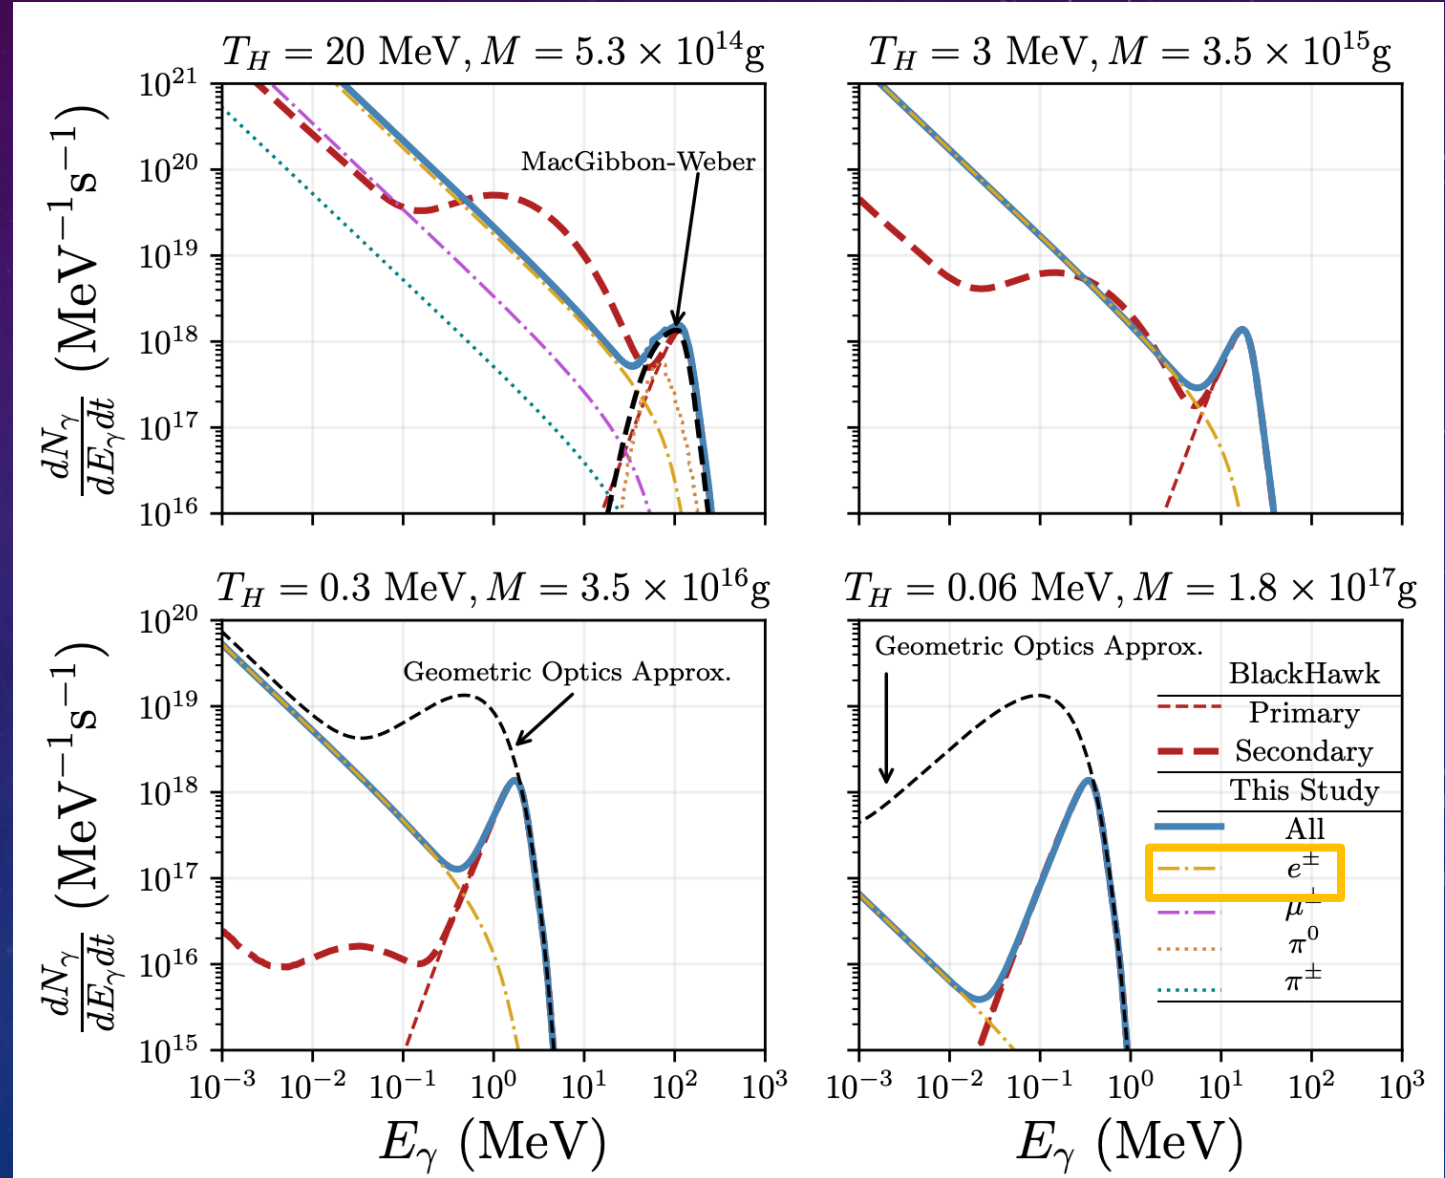 T_H = 20 MeV, M = 5.3 × 10^14 g
T_H = 3 MeV, M = 3.5 × 10^15 g
10^21
10^20
10^19
10^18
10^17
10^16
dN_γ/dE_γdt (MeV^−1 s^−1)
MacGibbon-Weber
T_H = 0.3 MeV, M = 3.5 × 10^16 g
T_H = 0.06 MeV, M = 1.8 × 10^17 g
10^20
10^19
10^18
10^17
10^16
10^15
dN_γ/dE_γdt (MeV^−1 s^−1)
Geometric Optics Approx.
Geometric Optics Approx.
BlackHawk
Primary
Secondary
This Study
All
e^±
μ^±
π^0
π^±
10^−3 10^−2 10^−1 10^0 10^1 10^2 10^3
10^−3 10^−2 10^−1 10^0 10^1 10^2 10^3
E_γ (MeV)
E_γ (MeV)